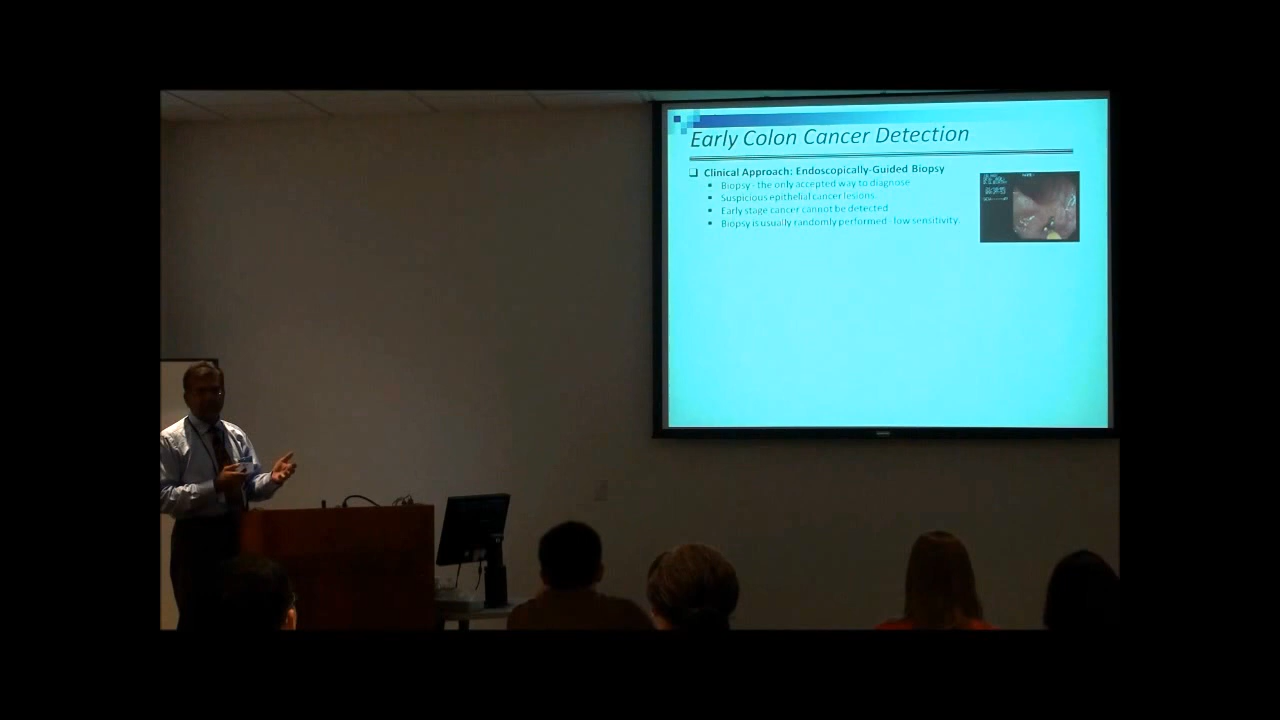 Early Colon Cancer Detection
Clinical Approach: Endoscopically-Guided Biopsy
Biopsy - the only accepted way to diagnose
Suspicious epithelial cancer lesions.
Early stage cancer cannot be detected
Biopsy is usually randomly performed - low sensitivity.